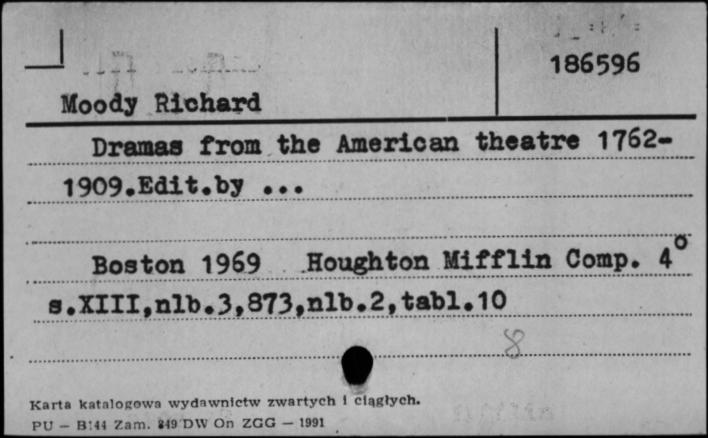 186596
Moody Richard
Dramas from the American theatre 1762-
1909.Edit.by ...
Boston 1969 Houghton Mifflin Comp. 4°
s.XIII,nlb.3,873,nlb.2,tabl.10
8
Karta katalogowa wydawnictw zwartych i ciągłych.
PU — B144 Zam. 849 DW On ZGG — 1991